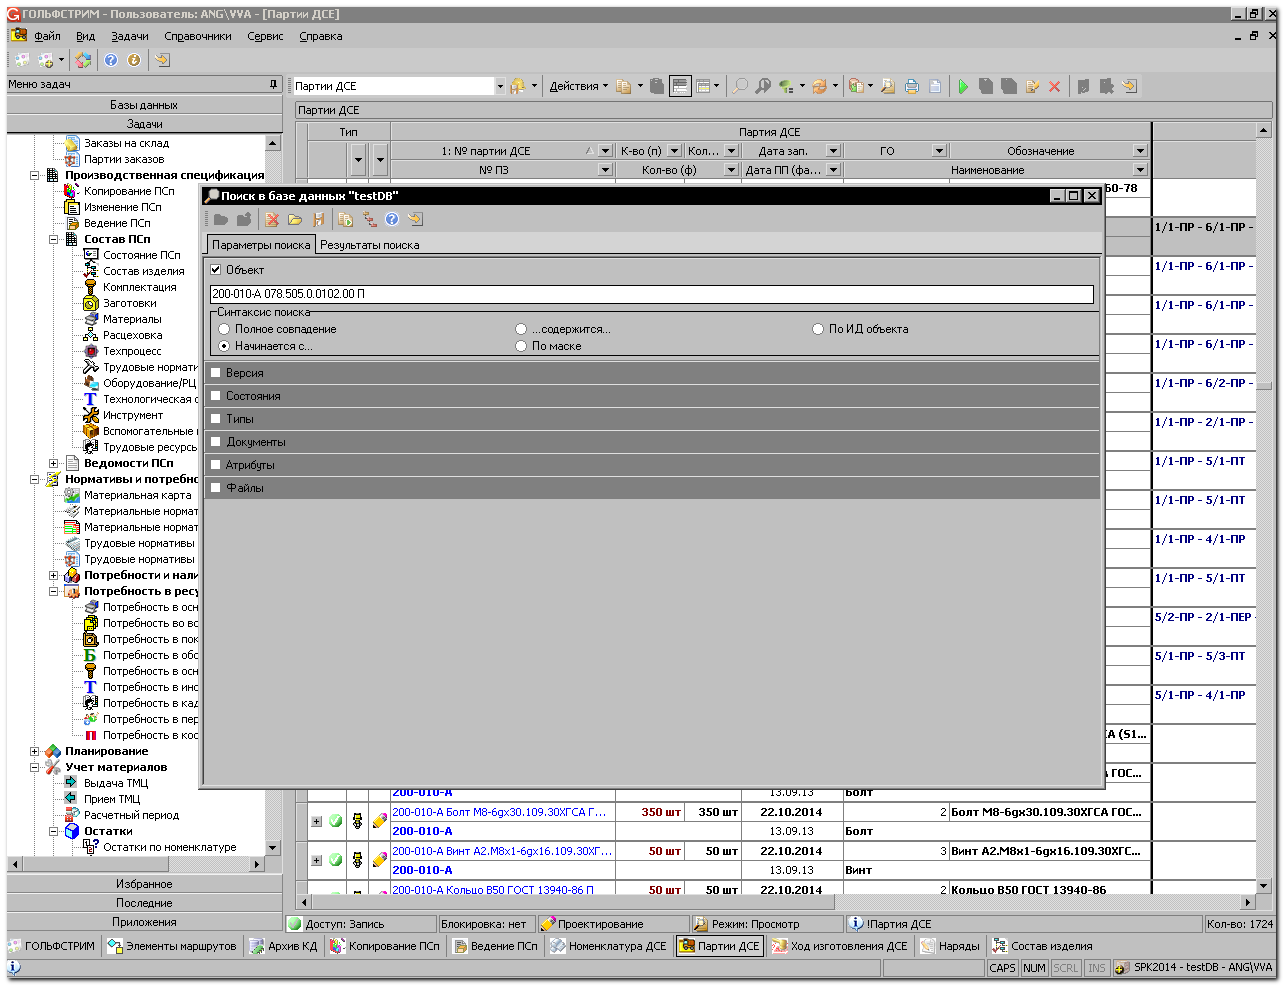 ГОЛЬФСТРИМ - Пользователь: ANG\VVA - [Партии ДСЕ]
Файл Вид Задачи Справочники Сервис Справка
Меню задач
Партии ДСЕ Действия
Базы данных
Партии ДСЕ
Задачи
Тип Партия ДСЕ
1: № партии ДСЕ К-во (п) Кол... Дата зап. ГО Обозначение
№ ПЗ Кол-во (ф) Дата ПП (фа... Наименование
Заказы на склад
Партии заказов
Производственная спецификация
Копирование ПСп
Изменение ПСп
Ведение ПСп
Состав ПСп
Состояние ПСп
Состав изделия
Комплектация
Заготовки
Материалы
Расцеховка
Техпроцесс
Трудовые нормати
Оборудование/РЦ
Технологическая
Инструмент
Вспомогательные
Трудовые ресурсы
Ведомости ПСп
Нормативы и потребно
Материальная карта
Материальные нормат
Материальные нормат
Трудовые нормативы
Трудовые нормативы
Потребности и нали
Потребность в ресу
Потребность в осн
Потребность во вс
Потребность в пок
Потребность в обо
Потребность в осн
Потребность в инс
Потребность в кад
Потребность в пер
Потребность в кос
Планирование
Учет материалов
Выдача ТМЦ
Прием ТМЦ
Расчетный период
Остатки
Остатки по номенклатуре
Избранное
Последние
Приложения
Поиск в базе данных "testDB"
Параметры поиска Результаты поиска
Объект
200-010-А 078.505.0.0102.00 П
Синтаксис поиска
Полное совпадение ...содержится... По ИД объекта
Начинается с... По маске
Версия
Состояния
Типы
Документы
Атрибуты
Файлы
60-78
1/1-ПР - 6/1-ПР -
1/1-ПР - 6/1-ПР -
1/1-ПР - 6/1-ПР -
1/1-ПР - 6/1-ПР -
1/1-ПР - 6/2-ПР -
1/1-ПР - 2/1-ПР -
1/1-ПР - 5/1-ПТ
1/1-ПР - 5/1-ПТ
1/1-ПР - 4/1-ПР
1/1-ПР - 5/1-ПТ
5/2-ПР - 2/1-ПЕР -
5/1-ПР - 5/3-ПТ
5/1-ПР - 4/1-ПР
А (51...
ГОС...
200-010-А 13.09.13 Болт
200-010-А Болт М8-6gх30.109.30ХГСА Г... 350 шт 350 шт 22.10.2014 2 Болт М8-6gх30.109.30ХГСА ГОС...
200-010-А 13.09.13 Болт
200-010-А Винт А2.М8х1-6gх16.109.30ХГ... 50 шт 50 шт 22.10.2014 3 Винт А2.М8х1-6gх16.109.30ХГС...
200-010-А 13.09.13 Винт
200-010-А Кольцо В50 ГОСТ 13940-86 П 50 шт 50 шт 22.10.2014 2 Кольцо В50 ГОСТ 13940-86
Доступ: Запись Блокировка: нет Проектирование Режим: Просмотр !Партия ДСЕ Кол-во: 1724
ГОЛЬФСТРИМ Элементы маршрутов Архив КД Копирование ПСп Ведение ПСп Номенклатура ДСЕ Партии ДСЕ Ход изготовления ДСЕ Наряды Состав изделия
CAPS NUM SCRL INS SPK2014 - testDB - ANG\VVA